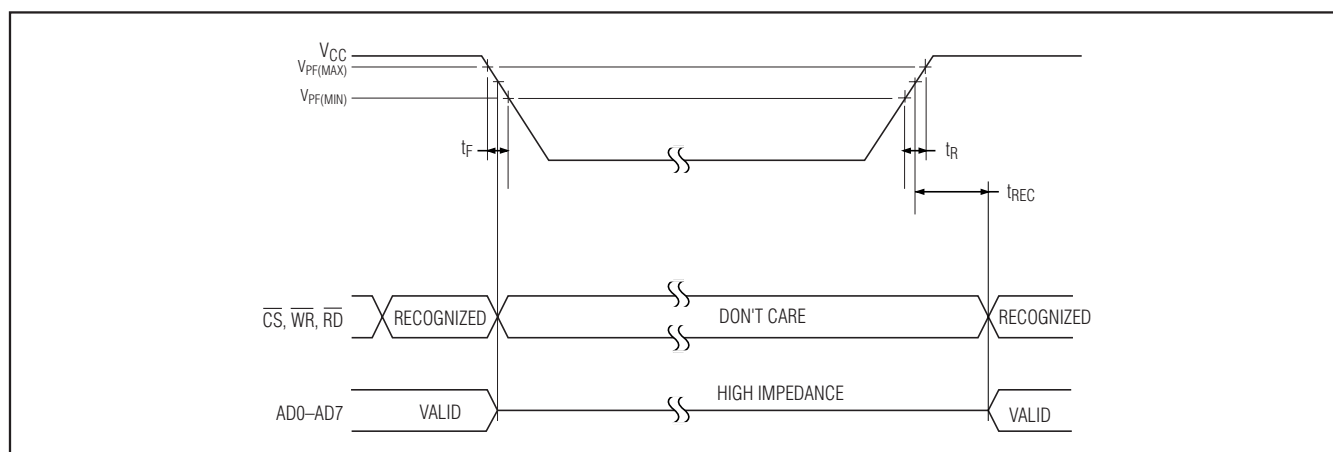 VCC
VPF(MAX)
VPF(MIN)
tF
tR
tREC
CS, WR, RD
RECOGNIZED
DON'T CARE
RECOGNIZED
AD0–AD7
VALID
HIGH IMPEDANCE
VALID